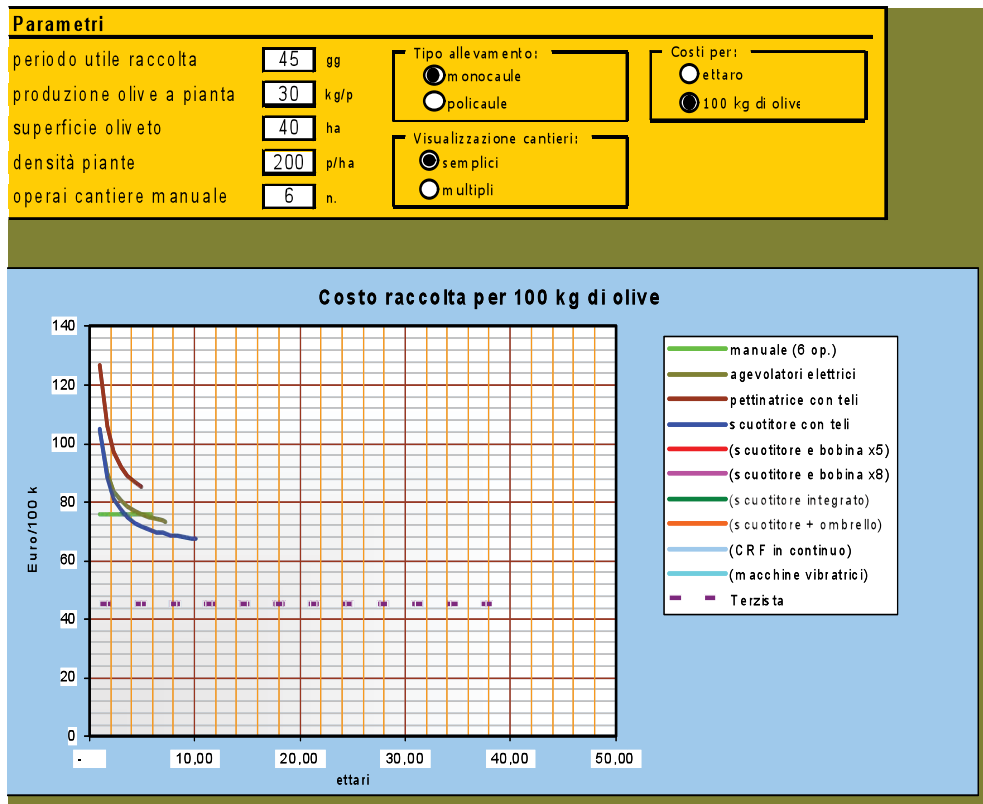 Parametri
periodo utile raccolta 45 gg
produzione olive a pianta 30 kg/p
superficie oliveto 40 ha
densità piante 200 p/ha
operai cantiere manuale 6 n.
Tipo allevamento:
monocaule
policaule
Visualizzazione cantieri:
semplici
multipli
Costi per:
ettaro
100 kg di olive
Costo raccolta per 100 kg di olive
Euro/100 k
140
120
100
80
60
40
20
0
- 10,00 20,00 30,00 40,00 50,00
ettari
manuale (6 op.)
agevolatori elettrici
pettinatrice con teli
scuotitore con teli
(scuotitore e bobina x5)
(scuotitore e bobina x8)
(scuotitore integrato)
(scuotitore + ombrello)
(CRF in continuo)
(macchine vibratrici)
Terzista